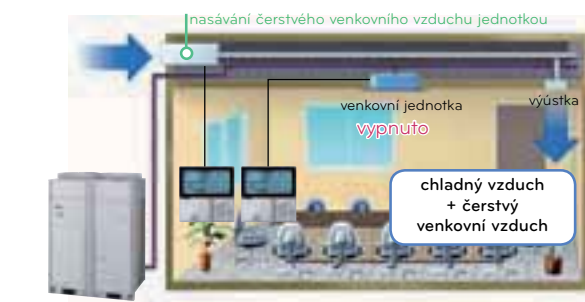 nasávání čerstvého venkovního vzduchu jednotkou
venkovní jednotka
výústka
vypnuto
chladný vzduch
+ čerstvý
venkovní vzduch